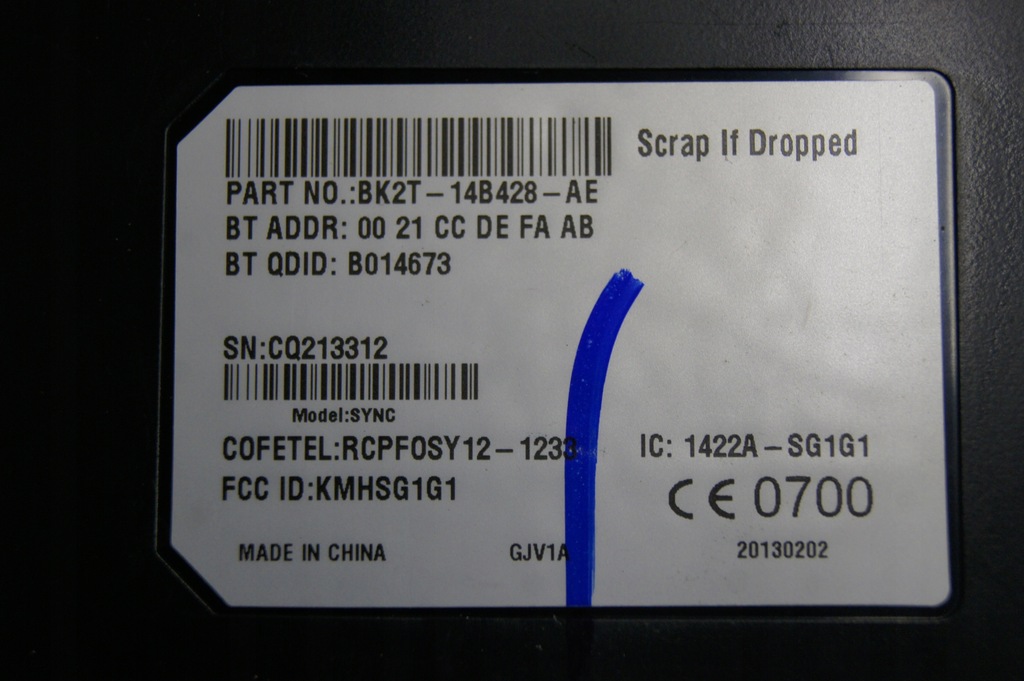 Scrap If Dropped
PART NO.:BK2T-14B428-AE
BT ADDR: 00 21 CC DE FA AB
BT QDID: B014673
SN:CQ213312
Model:SYNC
COFETEL:RCPFOSY12-1233
IC: 1422A-SG1G1
FCC ID:KMHSG1G1
CE 0700
MADE IN CHINA
GJV1A
20130202